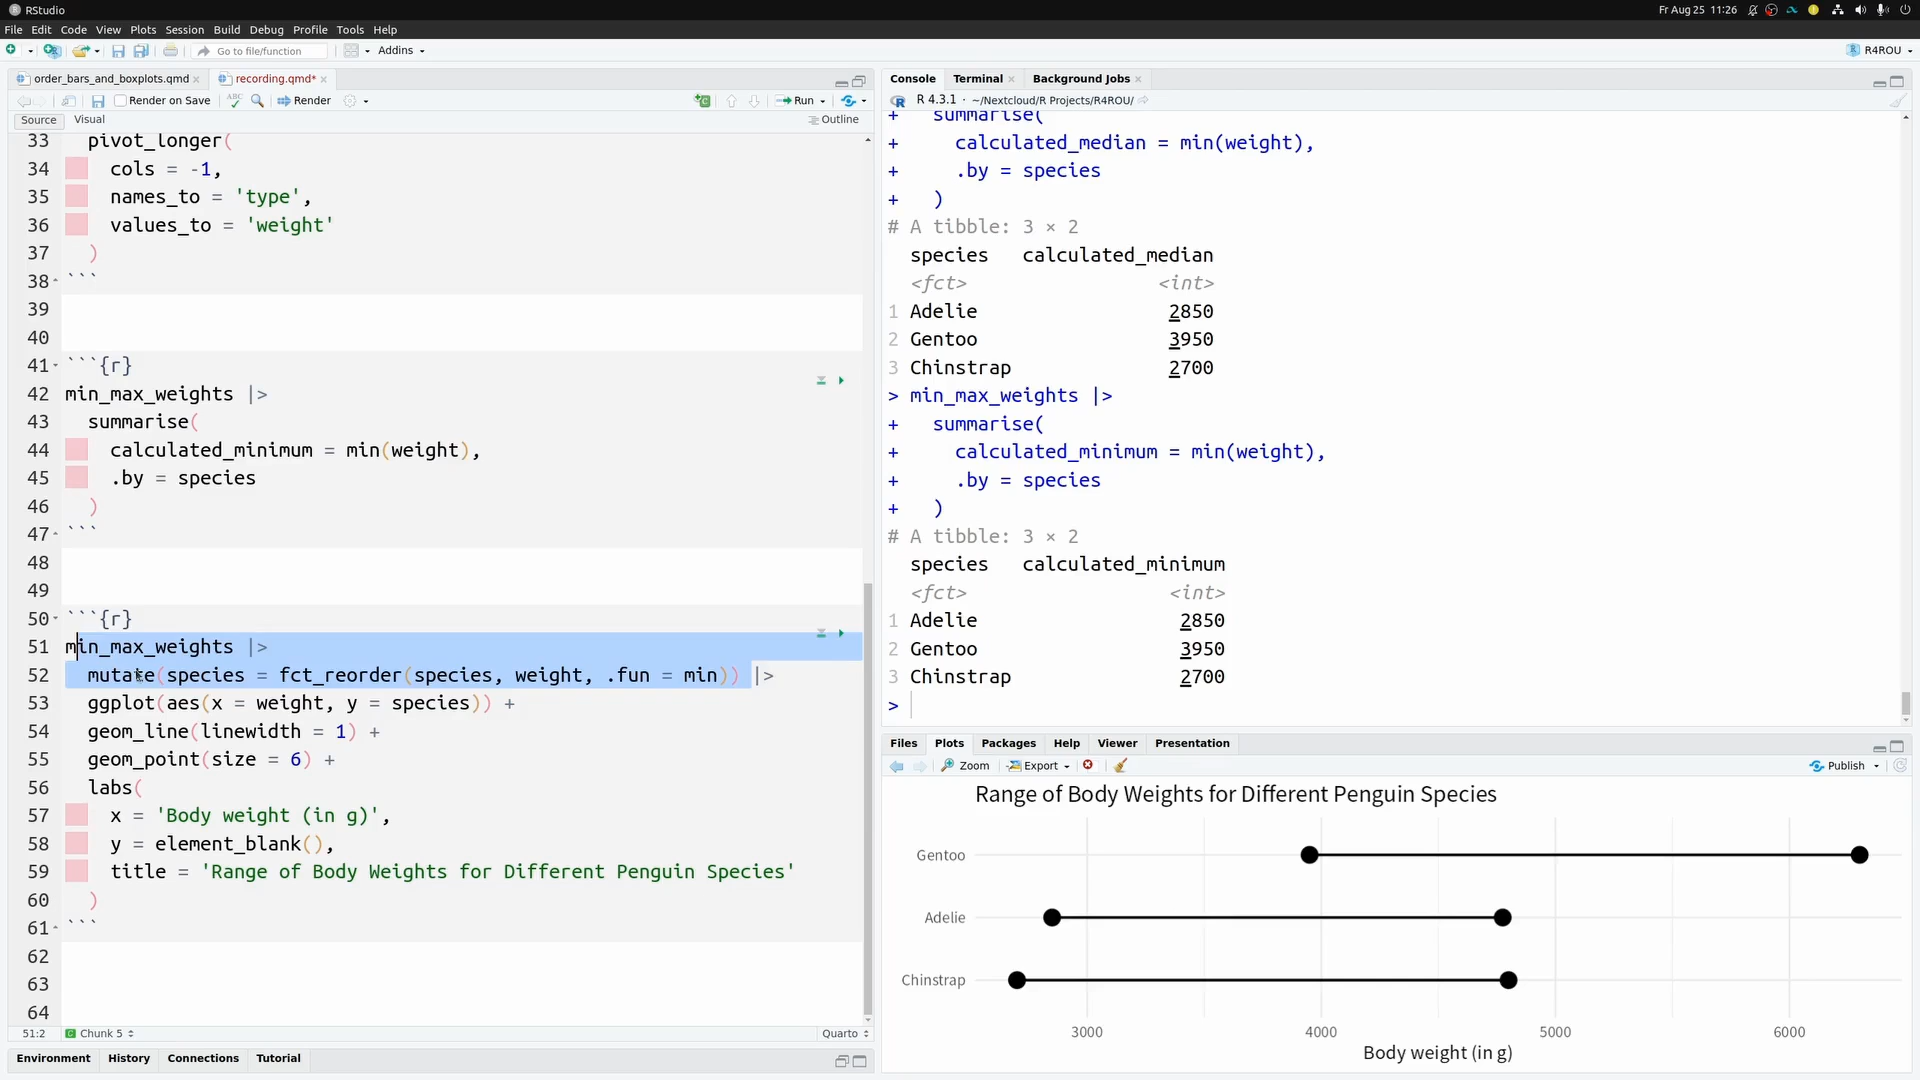 RStudio
Fr Aug 25 11:26
File Edit Code View Plots Session Build Debug Profile Tools Help
Go to file/function
Addins
R4ROU
order_bars_and_boxplots.qmd
recording.qmd*
Render on Save
ABC
Render
Run
Source
Visual
Outline
33 pivot_longer(
34 cols = -1,
35 names_to = 'type',
36 values_to = 'weight'
37 )
38 ```
39
40
41 ```{r}
42 min_max_weights |>
43 summarise(
44 calculated_minimum = min(weight),
45 .by = species
46 )
47 ```
48
49
50 ```{r}
51 min_max_weights |>
52 mutate(species = fct_reorder(species, weight, .fun = min)) |>
53 ggplot(aes(x = weight, y = species)) +
54 geom_line(linewidth = 1) +
55 geom_point(size = 6) +
56 labs(
57 x = 'Body weight (in g)',
58 y = element_blank(),
59 title = 'Range of Body Weights for Different Penguin Species'
60 )
61 ```
62
63
64
51:2
Chunk 5
Quarto
Environment History Connections Tutorial
Console Terminal Background Jobs
R 4.3.1 · ~/Nextcloud/R Projects/R4ROU/
+ summarise(
+ calculated_median = min(weight),
+ .by = species
+ )
# A tibble: 3 × 2
species calculated_median
<fct> <int>
1 Adelie 2850
2 Gentoo 3950
3 Chinstrap 2700
> min_max_weights |>
+ summarise(
+ calculated_minimum = min(weight),
+ .by = species
+ )
# A tibble: 3 × 2
species calculated_minimum
<fct> <int>
1 Adelie 2850
2 Gentoo 3950
3 Chinstrap 2700
>
Files Plots Packages Help Viewer Presentation
Zoom
Export
Publish
Range of Body Weights for Different Penguin Species
Gentoo
Adelie
Chinstrap
3000 4000 5000 6000
Body weight (in g)